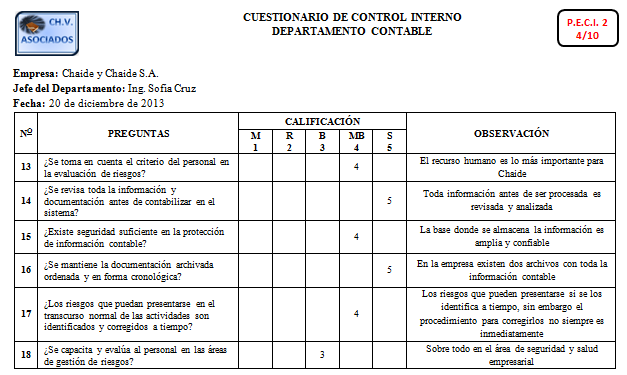 CH.V.
ASOCIADOS
CUESTIONARIO DE CONTROL INTERNO
DEPARTAMENTO CONTABLE
P.E.C.I. 2
4/10
Empresa: Chaide y Chaide S.A.
Jefe del Departamento: Ing. Sofia Cruz
Fecha: 20 de diciembre de 2013
Nº PREGUNTAS CALIFICACIÓN OBSERVACIÓN
M R B MB S
1 2 3 4 5
13 ¿Se toma en cuenta el criterio del personal en
la evaluación de riesgos?
4
El recurso humano es lo más importante para
Chaide
14 ¿Se revisa toda la información y
documentación antes de contabilizar en el
sistema?
5
Toda información antes de ser procesada es
revisada y analizada
15 ¿Existe seguridad suficiente en la protección
de información contable?
4
La base donde se almacena la información es
amplia y confiable
16 ¿Se mantiene la documentación archivada
ordenada y en forma cronológica?
5
En la empresa existen dos archivos con toda la
información contable
17 ¿Los riesgos que puedan presentarse en el
transcurso normal de las actividades son
identificados y corregidos a tiempo?
4
Los riesgos que pueden presentarse si se los
identifica a tiempo, sin embargo el
procedimiento para corregirlos no siempre es
inmediatamente
18 ¿Se capacita y evalúa al personal en las áreas
de gestión de riesgos?
3
Sobre todo en el área de seguridad y salud
empresarial